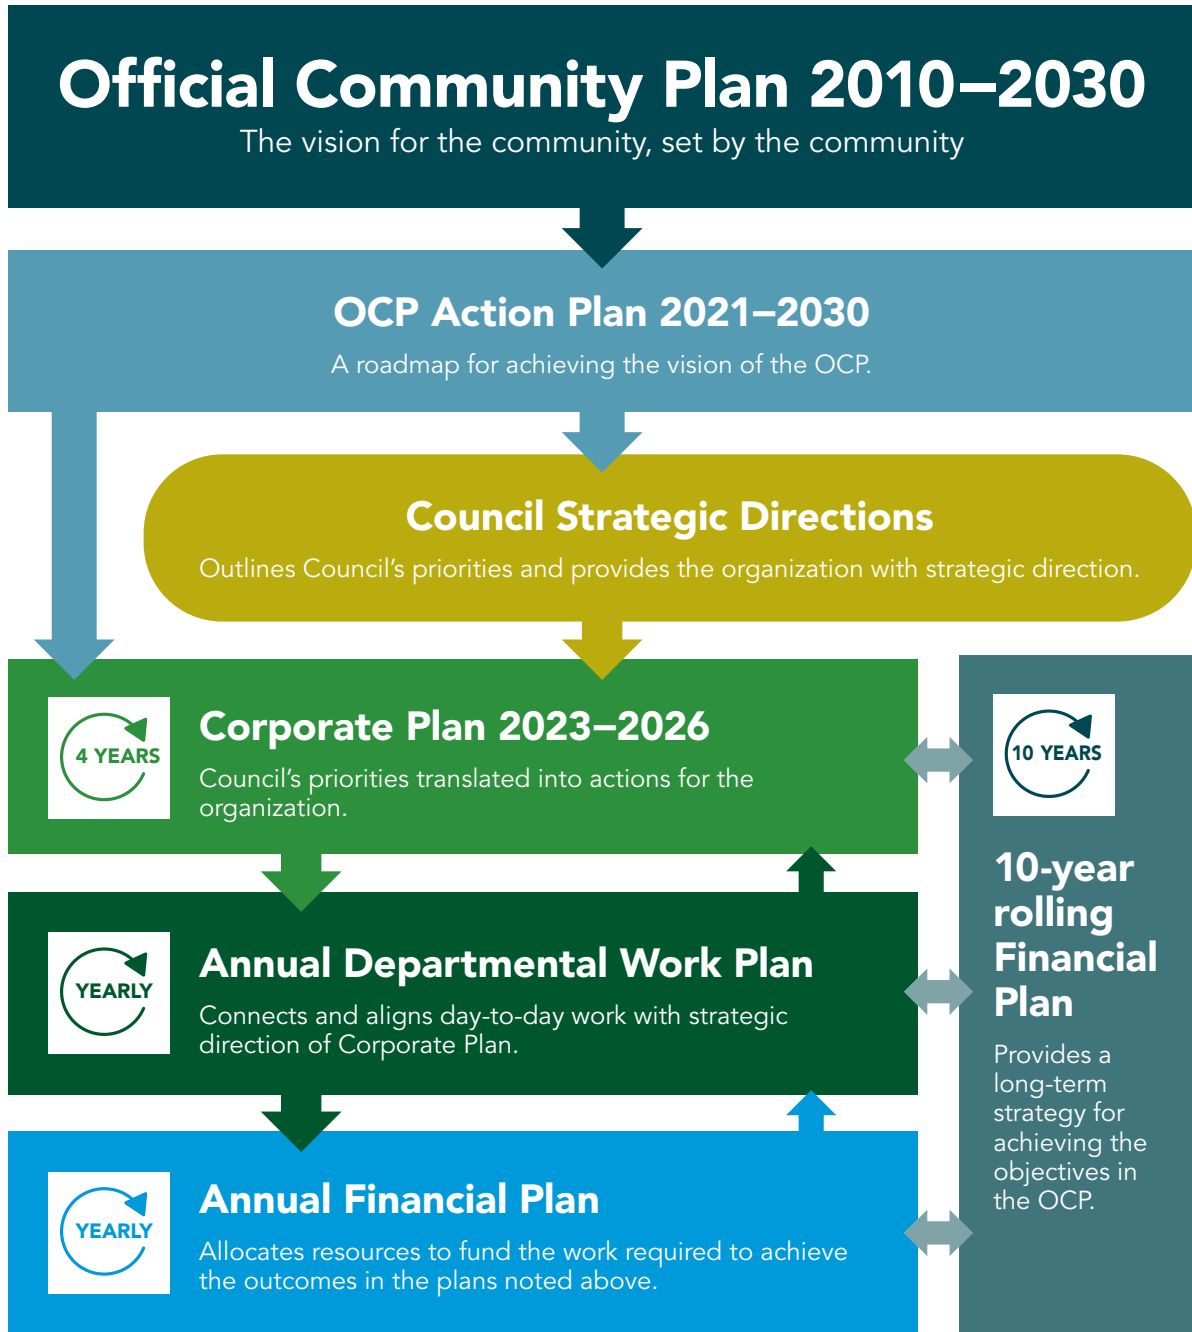 Official Community Plan 2010–2030
The vision for the community, set by the community
OCP Action Plan 2021–2030
A roadmap for achieving the vision of the OCP.
Council Strategic Directions
Outlines Council’s priorities and provides the organization with strategic direction.
4 YEARS
Corporate Plan 2023–2026
Council’s priorities translated into actions for the
organization.
YEARLY
Annual Departmental Work Plan
Connects and aligns day-to-day work with strategic
direction of Corporate Plan.
YEARLY
Annual Financial Plan
Allocates resources to fund the work required to achieve
the outcomes in the plans noted above.
10 YEARS
10-year
rolling
Financial
Plan
Provides a
long-term
strategy for
achieving the
objectives in
the OCP.